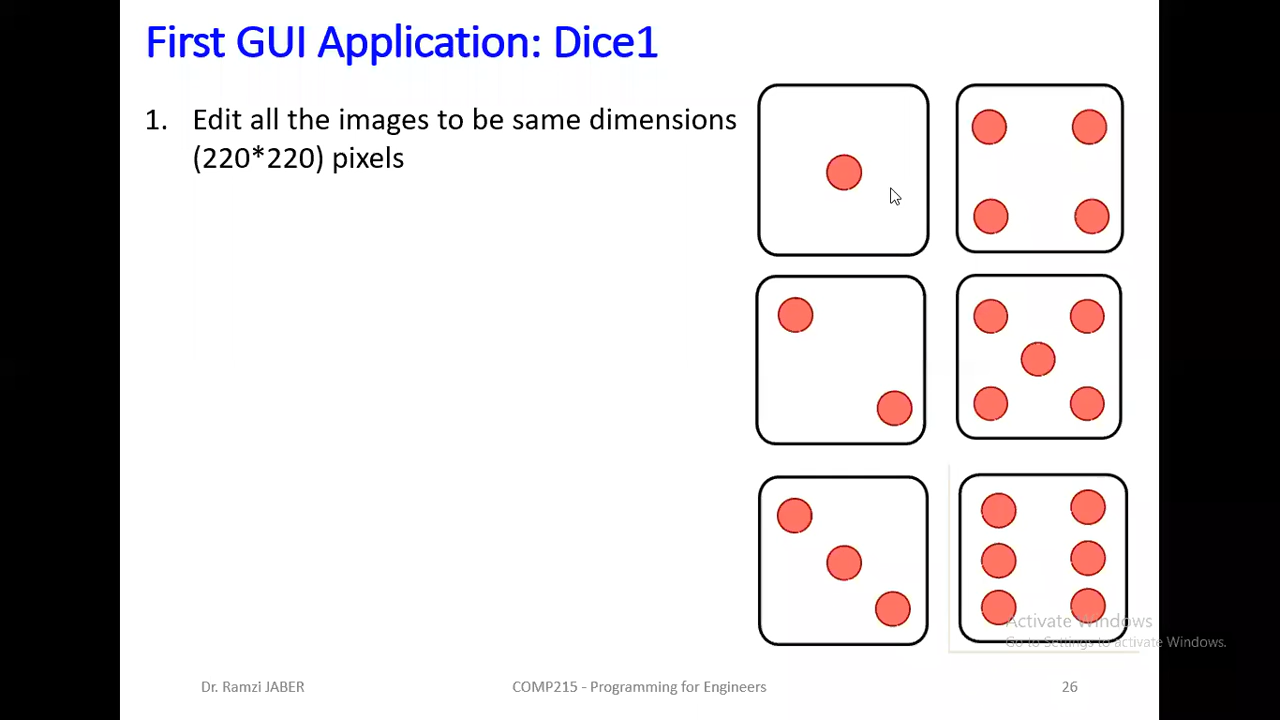 First GUI Application: Dice1
1. Edit all the images to be same dimensions
(220*220) pixels
Activate Windows
Go to Settings to activate Windows.
Dr. Ramzi JABER
COMP215 - Programming for Engineers
26